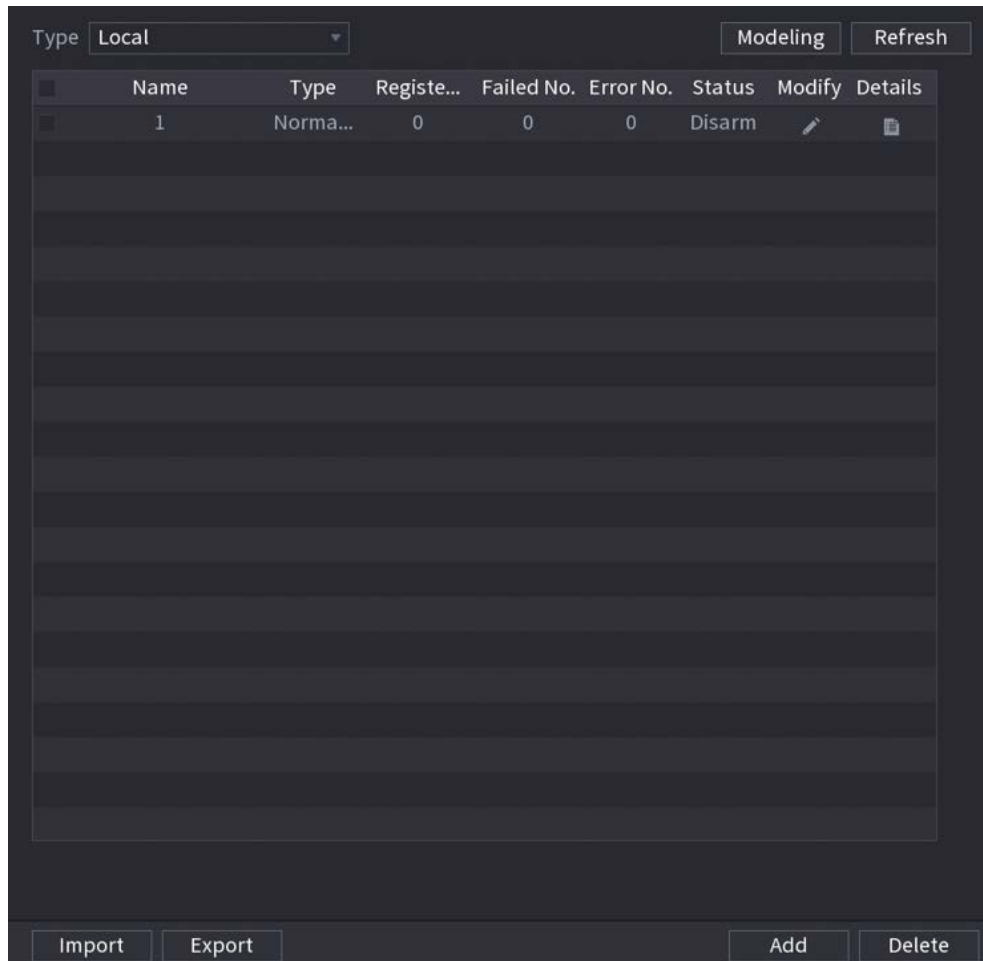 Type Local Modeling Refresh
Name Type Registe... Failed No. Error No. Status Modify Details
1 Norma... 0 0 0 Disarm
Import Export Add Delete